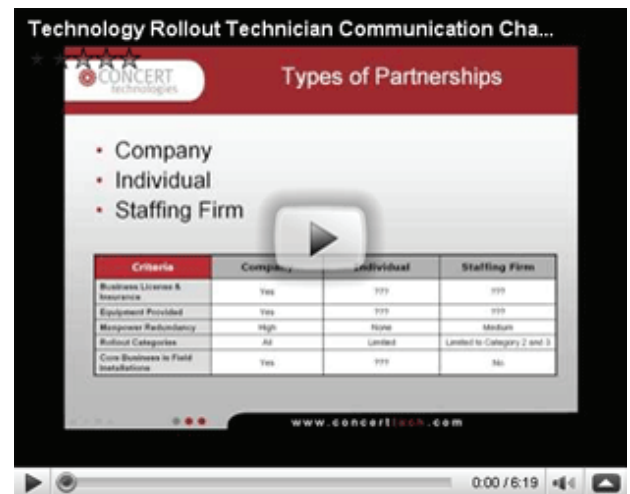 Technology Rollout Technician Communication Cha...
CONCERT
technologies
Types of Partnerships
• Company
• Individual
• Staffing Firm
Criteria Company Individual Staffing Firm
Business License & Insurance Yes ??? ???
Equipment Provided Yes ??? ???
Manpower Redundancy High None Medium
Rollout Categories All Limited Limited to Category 2 and 3
Core Business is Field Installations Yes ??? No
www.concerttech.com
0:00 / 6:19